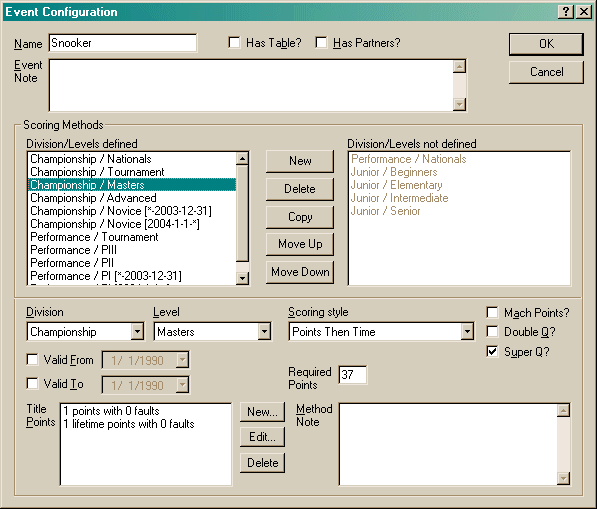 Event Configuration
Name Snooker Has Table? Has Partners? OK
Event
Note
Cancel
Scoring Methods
Division/Levels defined
Championship / Nationals
Championship / Tournament
Championship / Masters
Championship / Advanced
Championship / Novice [*-2003-12-31]
Championship / Novice [2004-1-1-*]
Performance / Tournament
Performance / PIII
Performance / PII
Performance / PI [*-2003-12-31]
New
Delete
Copy
Move Up
Move Down
Division/Levels not defined
Performance / Nationals
Junior / Beginners
Junior / Elementary
Junior / Intermediate
Junior / Senior
Division Level Scoring style
Championship Masters Points Then Time
Mach Points?
Double Q?
Super Q?
Valid From 1/ 1/1990
Valid To 1/ 1/1990
Required
Points
37
Title
Points
1 points with 0 faults
1 lifetime points with 0 faults
New...
Edit...
Delete
Method
Note